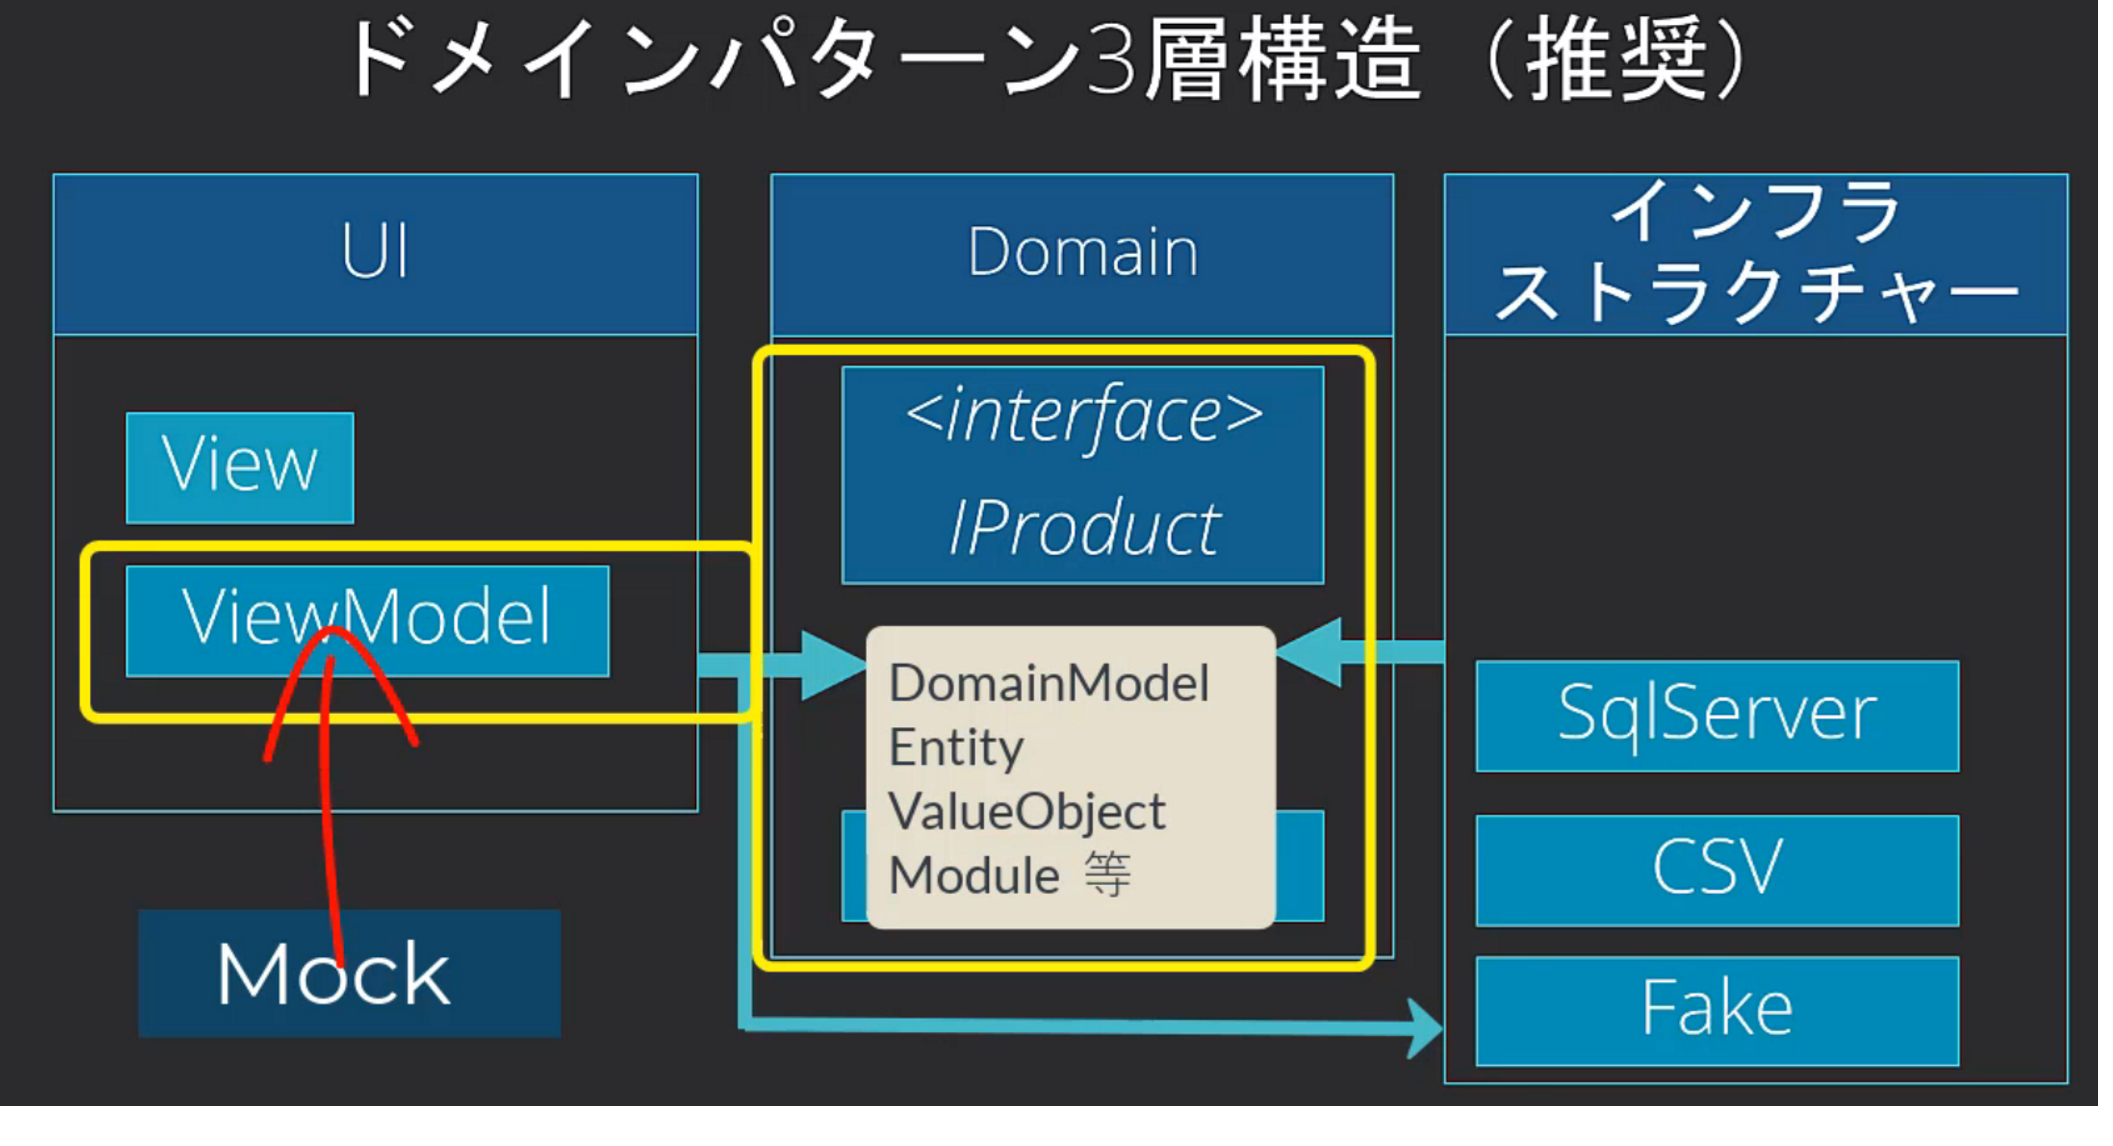 ドメインパターン3層構造（推奨）
UI
View
ViewModel
Mock
Domain
<interface>
IProduct
DomainModel
Entity
ValueObject
Module 等
インフラ
ストラクチャー
SqlServer
CSV
Fake